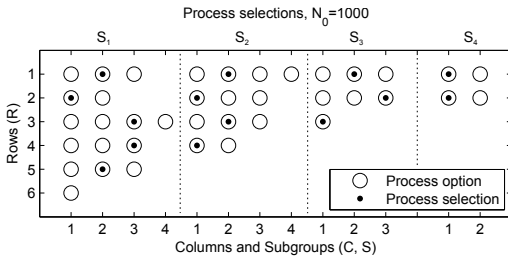 Process selections, N₀=1000
S₁ S₂ S₃ S₄
Rows (R)
1
2
3
4
5
6
Process option
Process selection
1 2 3 4 1 2 3 4 1 2 3 4 1 2
Columns and Subgroups (C, S)